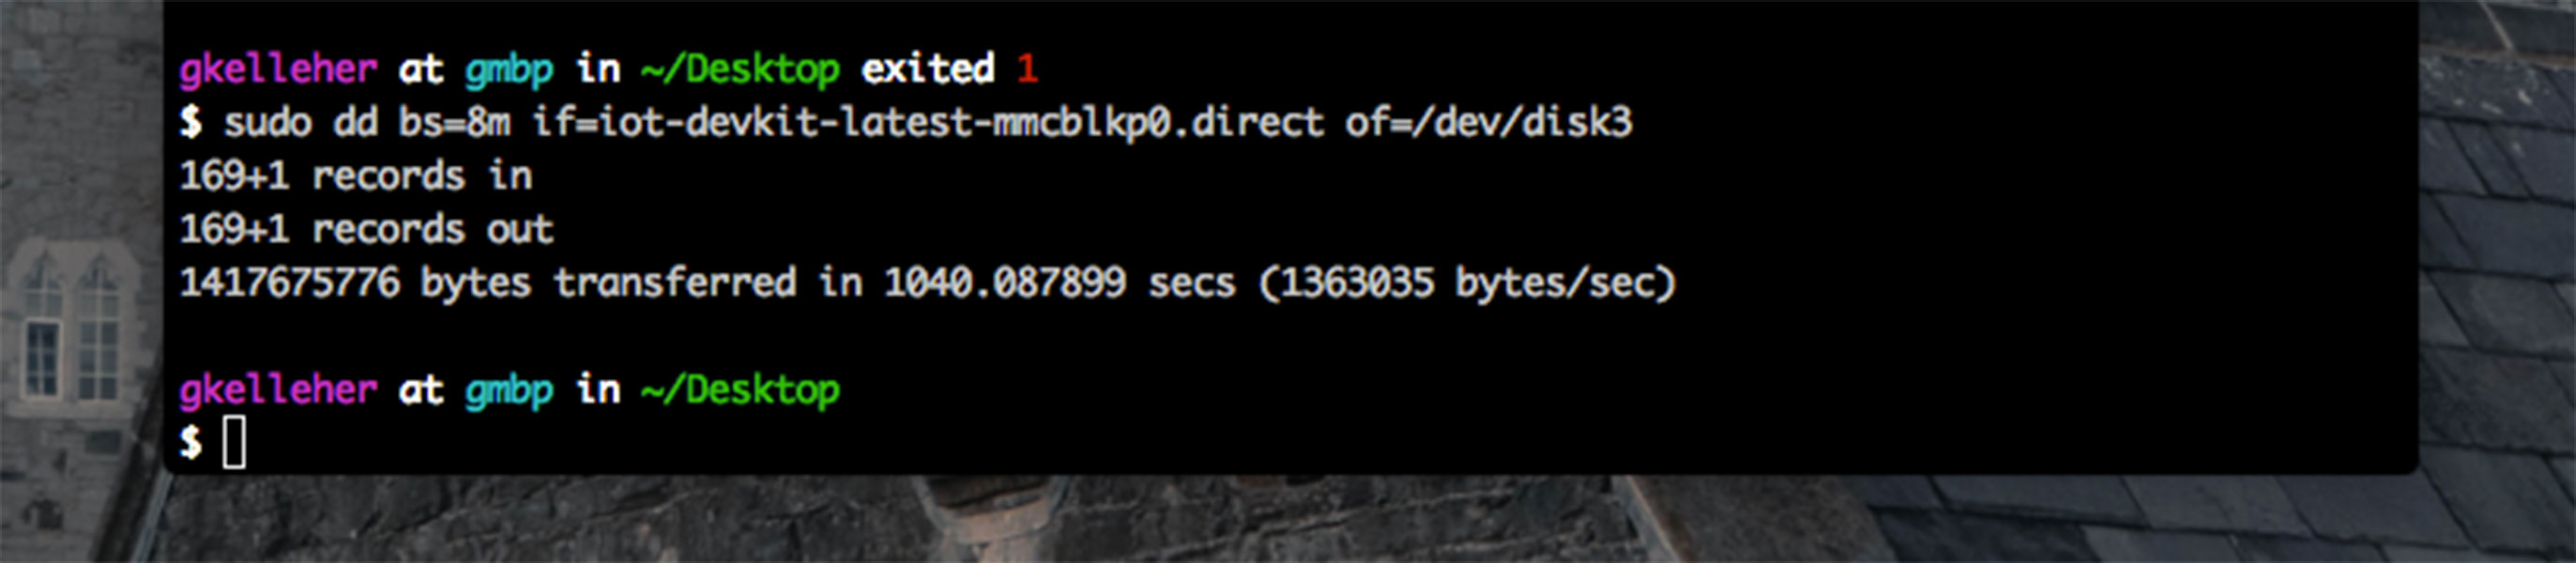 gkelleher at gmbp in ~/Desktop exited 1
$ sudo dd bs=8m if=iot-devkit-latest-mmcblkp0.direct of=/dev/disk3
169+1 records in
169+1 records out
1417675776 bytes transferred in 1040.087899 secs (1363035 bytes/sec)
gkelleher at gmbp in ~/Desktop
$